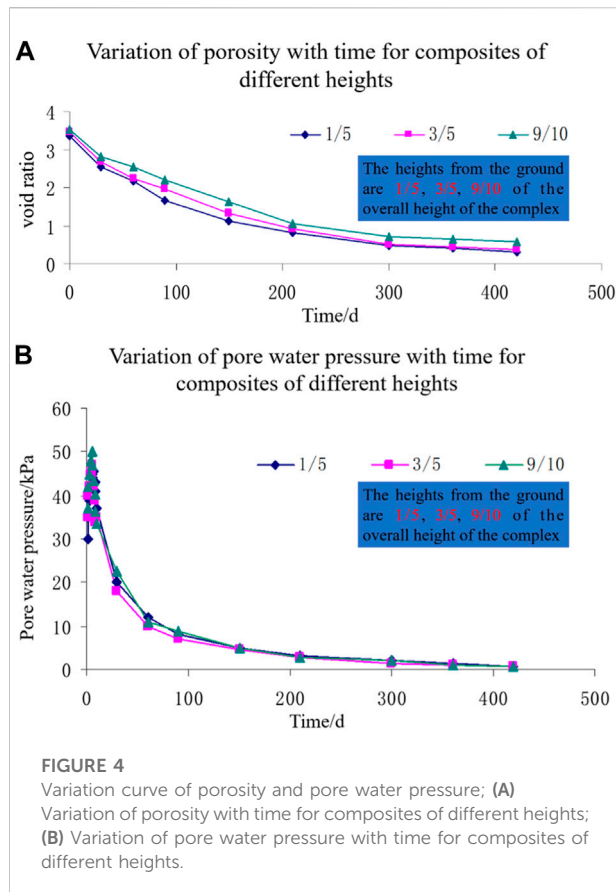 A
Variation of porosity with time for composites of
different heights
4
3
2
1
0
void ratio
1/5 3/5 9/10
The heights from the ground
are 1/5, 3/5, 9/10 of the
overall height of the complex
0 100 200 300 400 500
Time/d
B
Variation of pore water pressure with time for
composites of different heights
60
50
40
30
20
10
0
Pore water pressure/kPa
1/5 3/5 9/10
The heights from the ground
are 1/5, 3/5, 9/10 of the
overall height of the complex
0 100 200 300 400 500
Time/d
FIGURE 4
Variation curve of porosity and pore water pressure; (A)
Variation of porosity with time for composites of different heights;
(B) Variation of pore water pressure with time for composites of
different heights.